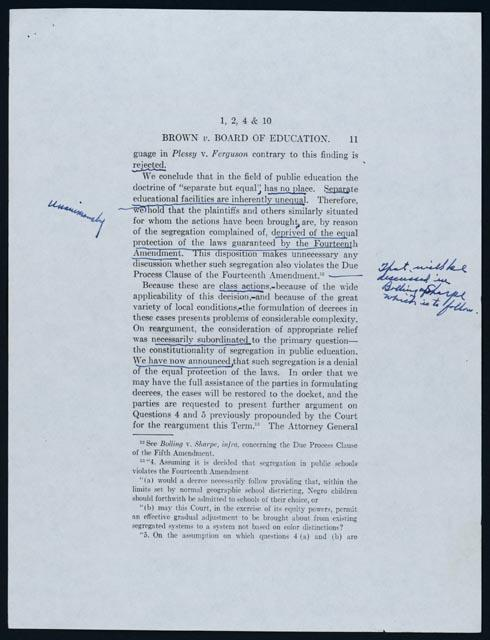 1, 2, 4 & 10
BROWN v. BOARD OF EDUCATION. 11
guage in Plessy v. Ferguson contrary to this finding is
rejected.
We conclude that in the field of public education the
doctrine of "separate but equal" has no place. Separate
educational facilities are inherently unequal. Therefore,
Unanimously
we hold that the plaintiffs and others similarly situated
for whom the actions have been brought are, by reason
of the segregation complained of, deprived of the equal
protection of the laws guaranteed by the Fourteenth
Amendment. This disposition makes unnecessary any
discussion whether such segregation also violates the Due
Process Clause of the Fourteenth Amendment.¹²
That will be
discussed in
Bolling v Sharpe
which is to follow.
Because these are class actions, because of the wide
applicability of this decision, and because of the great
variety of local conditions, the formulation of decrees in
these cases presents problems of considerable complexity.
On reargument, the consideration of appropriate relief
was necessarily subordinated to the primary question—
the constitutionality of segregation in public education.
We have now announced that such segregation is a denial
of the equal protection of the laws. In order that we
may have the full assistance of the parties in formulating
decrees, the cases will be restored to the docket, and the
parties are requested to present further argument on
Questions 4 and 5 previously propounded by the Court
for the reargument this Term.¹³ The Attorney General
¹² See Bolling v. Sharpe, infra, concerning the Due Process Clause
of the Fifth Amendment.
¹³ "4. Assuming it is decided that segregation in public schools
violates the Fourteenth Amendment
"(a) would a decree necessarily follow providing that, within the
limits set by normal geographic school districting, Negro children
should forthwith be admitted to schools of their choice, or
"(b) may this Court, in the exercise of its equity powers, permit
an effective gradual adjustment to be brought about from existing
segregated systems to a system not based on color distinctions?
"5. On the assumption on which questions 4 (a) and (b) are